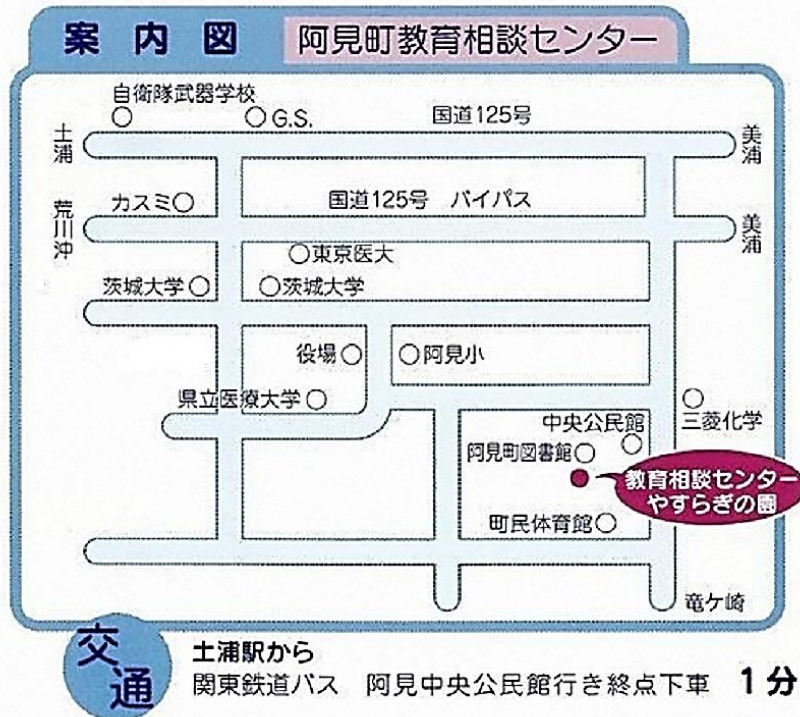 案内図 阿見町教育相談センター
自衛隊武器学校
G.S.
国道125号
土浦
美浦
カスミ
国道125号 バイパス
荒川沖
美浦
東京医大
茨城大学
茨城大学
役場
阿見小
県立医療大学
三菱化学
中央公民館
阿見町図書館
教育相談センター
やすらぎの園
町民体育館
竜ケ崎
交通
土浦駅から
関東鉄道バス 阿見中央公民館行き終点下車 1分